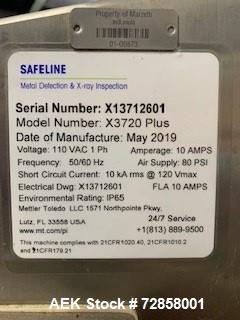 Property of Marzetti
01-00673
SAFELINE
Metal Detection & X-ray Inspection
Serial Number: X13712601
Model Number: X3720 Plus
Date of Manufacture: May 2019
Voltage: 110 VAC 1 Ph Amperage: 10 AMPS
Frequency: 50/60 Hz Air Supply: 80 PSI
Short Circuit Current: 10 kA rms @ 120 Vmax
Electrical Dwg: X13712601 FLA 10 AMPS
Environmental Rating: IP65
Mettler Toledo LLC 1571 Northpointe Pkwy.
Lutz, FL 33558 USA 24/7 Service
www.mt.com/pi +1(813) 889-9500
This machine complies with 21CFR1020.40, 21CFR1010.2
and 21CFR179.21
AEK Stock # 72858001